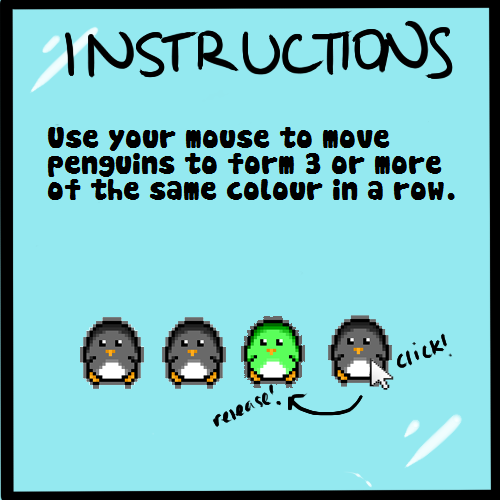 INSTRUCTIONS
Use your mouse to move
penguins to form 3 or more
of the same colour in a row.
click!
release!